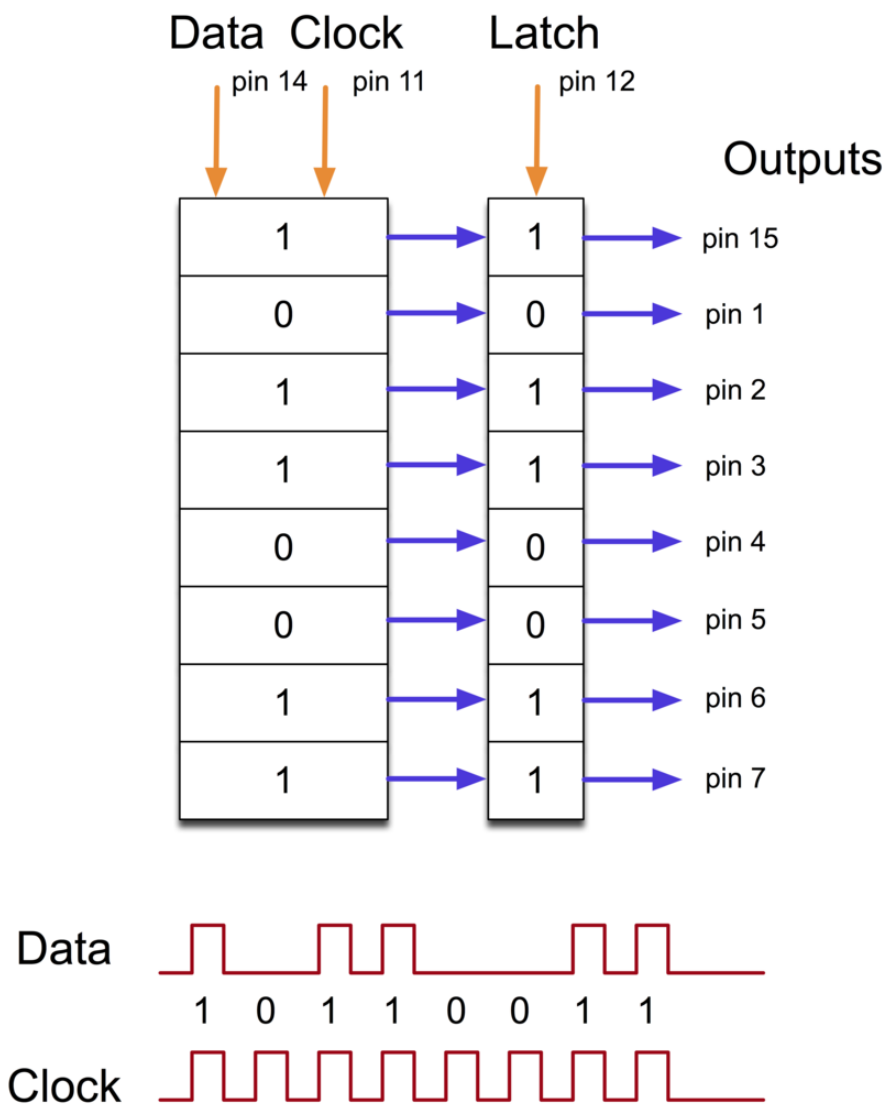 Data Clock Latch
pin 14 pin 11 pin 12
Outputs
1 1 pin 15
0 0 pin 1
1 1 pin 2
1 1 pin 3
0 0 pin 4
0 0 pin 5
1 1 pin 6
1 1 pin 7
Data
1 0 1 1 0 0 1 1
Clock